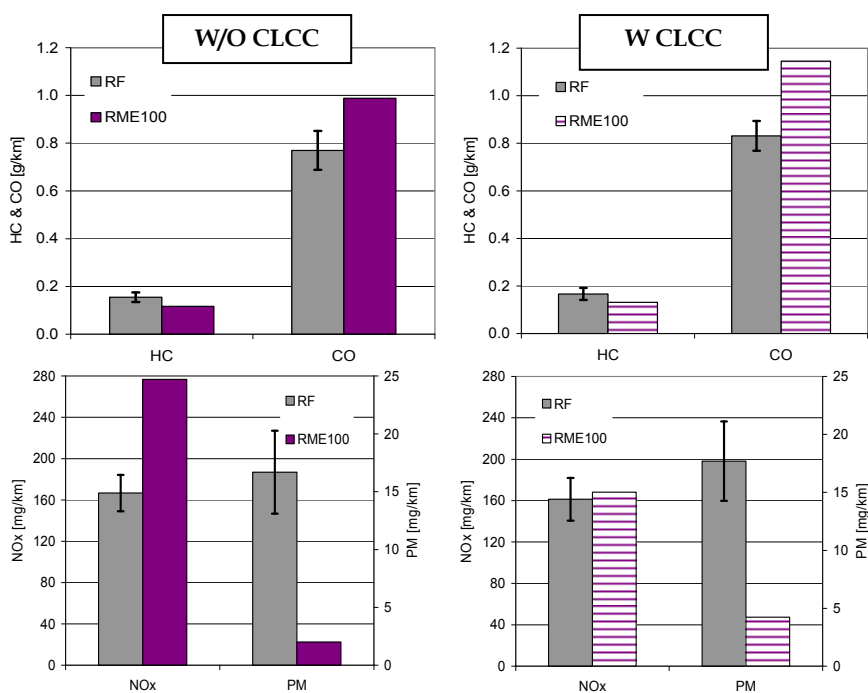 W/O CLCC
1.2
1.0
0.8
0.6
0.4
0.2
0.0
HC & CO [g/km]
RF
RME100
HC
CO
W CLCC
1.2
1.0
0.8
0.6
0.4
0.2
0.0
HC & CO [g/km]
RF
RME100
HC
CO
280
240
200
160
120
80
40
0
NOx [mg/km]
RF
RME100
25
20
15
10
5
0
PM [mg/km]
NOx
PM
280
240
200
160
120
80
40
0
NOx [mg/km]
RF
RME100
25
20
15
10
5
0
PM [mg/km]
NOx
PM